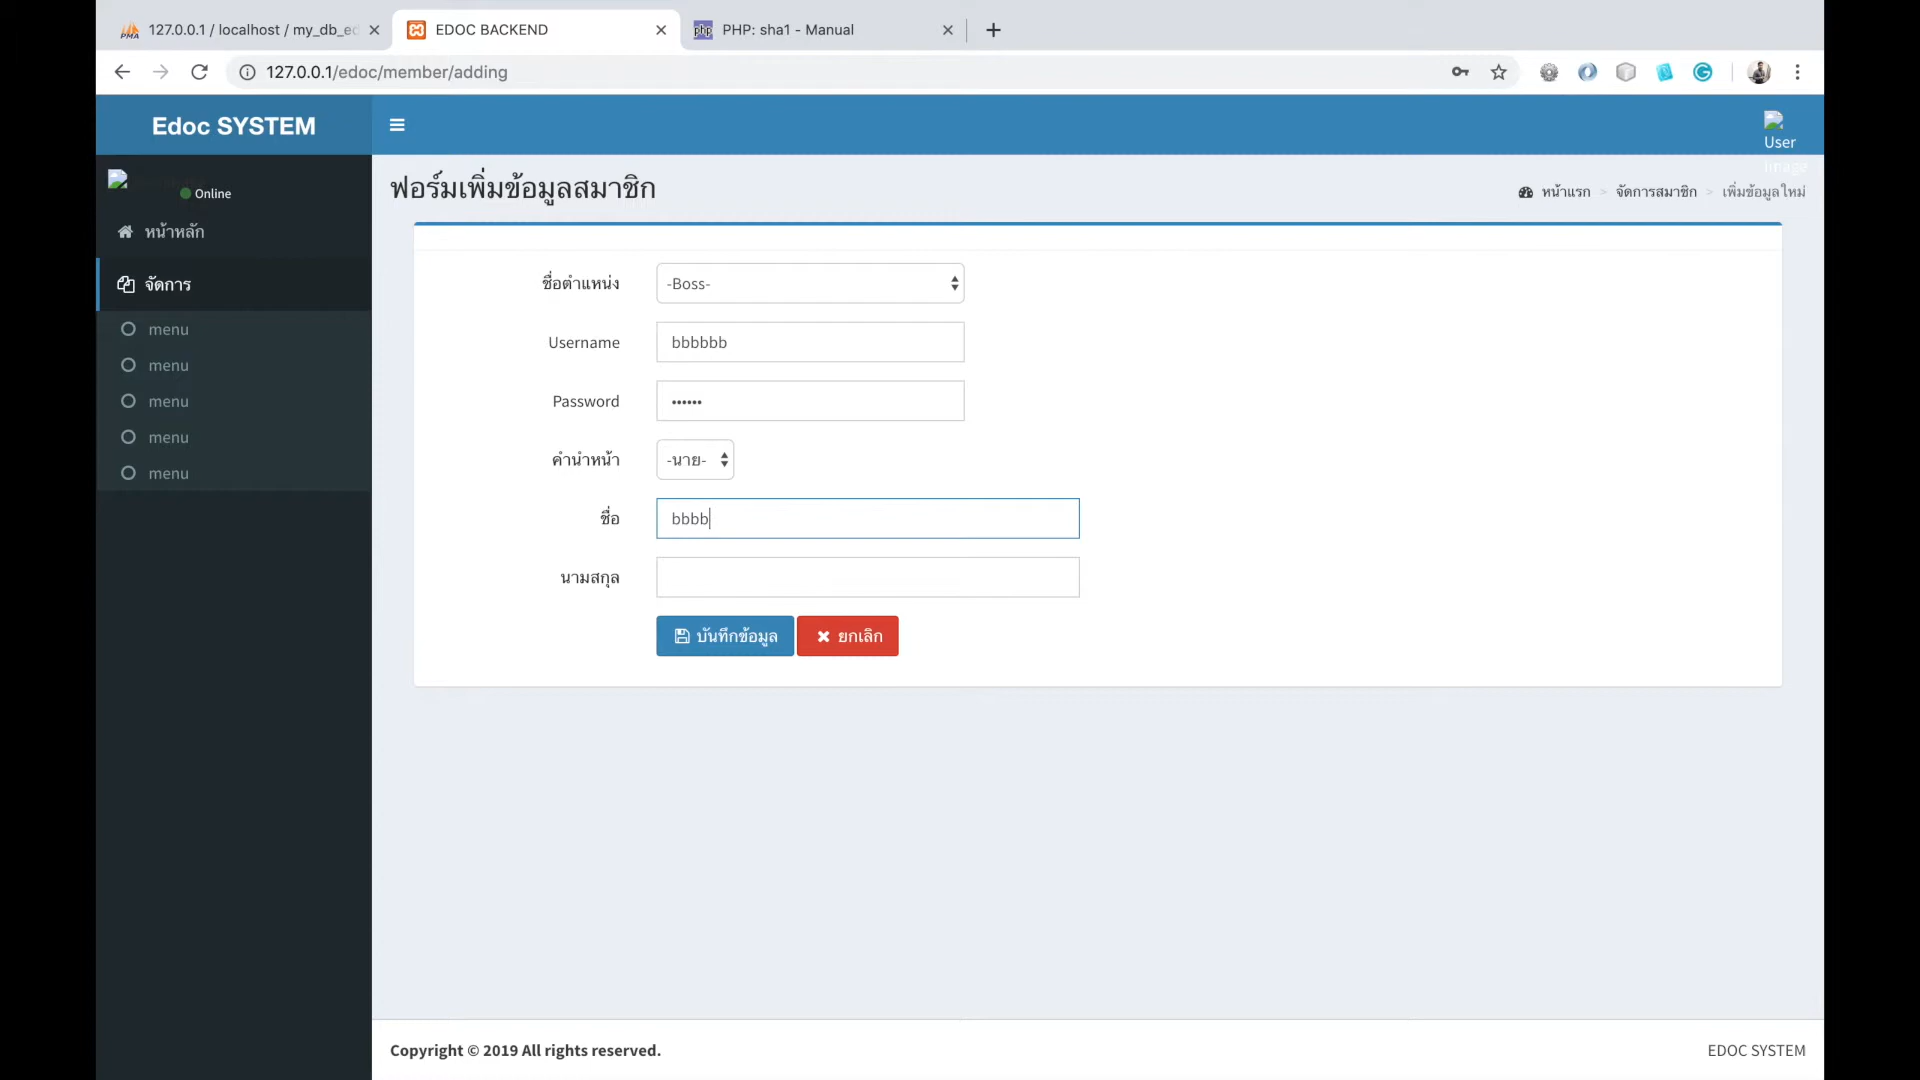 127.0.0.1 / localhost / my_db_ed
EDOC BACKEND
PHP: sha1 - Manual
127.0.0.1/edoc/member/adding
Edoc SYSTEM
User
Image
Online
หน้าหลัก
จัดการ
menu
menu
menu
menu
menu
ฟอร์มเพิ่มข้อมูลสมาชิก
หน้าแรก > จัดการสมาชิก > เพิ่มข้อมูลใหม่
ชื่อตำแหน่ง -Boss-
Username bbbbbb
Password ••••••
คำนำหน้า -นาย-
ชื่อ bbbb
นามสกุล
บันทึกข้อมูล ยกเลิก
Copyright © 2019 All rights reserved.
EDOC SYSTEM